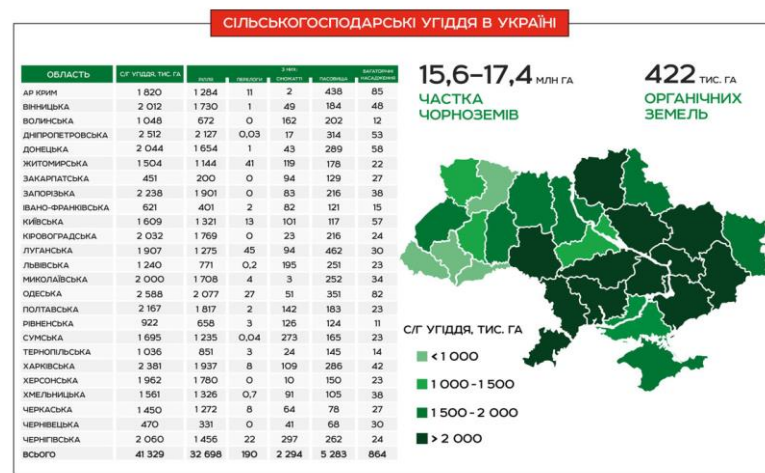 СІЛЬСЬКОГОСПОДАРСЬКІ УГІДДЯ В УКРАЇНІ
ОБЛАСТЬ С/Г УГІДДЯ, ТИС. ГА РІЛЛЯ ПЕРЕЛОГИ З НИХ: СІНОЖАТТІ ПАСОВИЩА БАГАТОРІЧНІ НАСАДЖЕННЯ
АР КРИМ 1 820 1 284 11 2 438 85
ВІННИЦЬКА 2 012 1 730 1 49 184 48
ВОЛИНСЬКА 1 048 672 0 162 202 12
ДНІПРОПЕТРОВСЬКА 2 512 2 127 0,03 17 314 53
ДОНЕЦЬКА 2 044 1 654 1 43 289 58
ЖИТОМИРСЬКА 1 504 1 144 41 119 178 22
ЗАКАРПАТСЬКА 451 200 0 94 129 27
ЗАПОРІЗЬКА 2 238 1 901 0 83 216 38
ІВАНО-ФРАНКІВСЬКА 621 401 2 82 121 15
КИЇВСЬКА 1 609 1 321 13 101 117 57
КІРОВОГРАДСЬКА 2 032 1 769 0 23 216 24
ЛУГАНСЬКА 1 907 1 275 45 94 462 30
ЛЬВІВСЬКА 1 240 771 0,2 195 251 23
МИКОЛАЇВСЬКА 2 000 1 708 4 3 252 34
ОДЕСЬКА 2 588 2 077 27 51 351 82
ПОЛТАВСЬКА 2 167 1 817 2 142 183 23
РІВНЕНСЬКА 922 658 3 126 124 11
СУМСЬКА 1 695 1 235 0,04 273 165 23
ТЕРНОПІЛЬСЬКА 1 036 851 3 24 145 14
ХАРКІВСЬКА 2 381 1 937 8 109 286 42
ХЕРСОНСЬКА 1 962 1 780 0 10 150 23
ХМЕЛЬНИЦЬКА 1 561 1 326 0,7 91 105 38
ЧЕРКАСЬКА 1 450 1 272 8 64 78 27
ЧЕРНІВЕЦЬКА 470 331 0 41 68 30
ЧЕРНІГІВСЬКА 2 060 1 456 22 297 262 24
ВСЬОГО 41 329 32 698 190 2 294 5 283 864
15,6–17,4 МЛН ГА
ЧАСТКА
ЧОРНОЗЕМІВ
422 ТИС. ГА
ОРГАНІЧНИХ
ЗЕМЕЛЬ
С/Г УГІДДЯ, ТИС. ГА
< 1 000
1 000 - 1 500
1 500 - 2 000
> 2 000